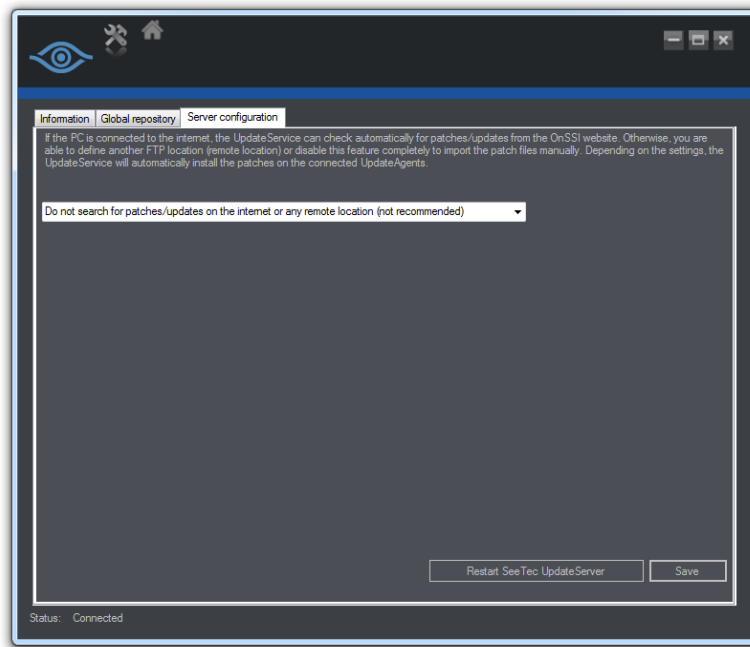 Information Global repository Server configuration
If the PC is connected to the internet, the UpdateService can check automatically for patches/updates from the OnSSI website. Otherwise, you are
able to define another FTP location (remote location) or disable this feature completely to import the patch files manually. Depending on the settings, the
UpdateService will automatically install the patches on the connected UpdateAgents.
Do not search for patches/updates on the internet or any remote location (not recommended)
Restart SeeTec UpdateServer Save
Status: Connected